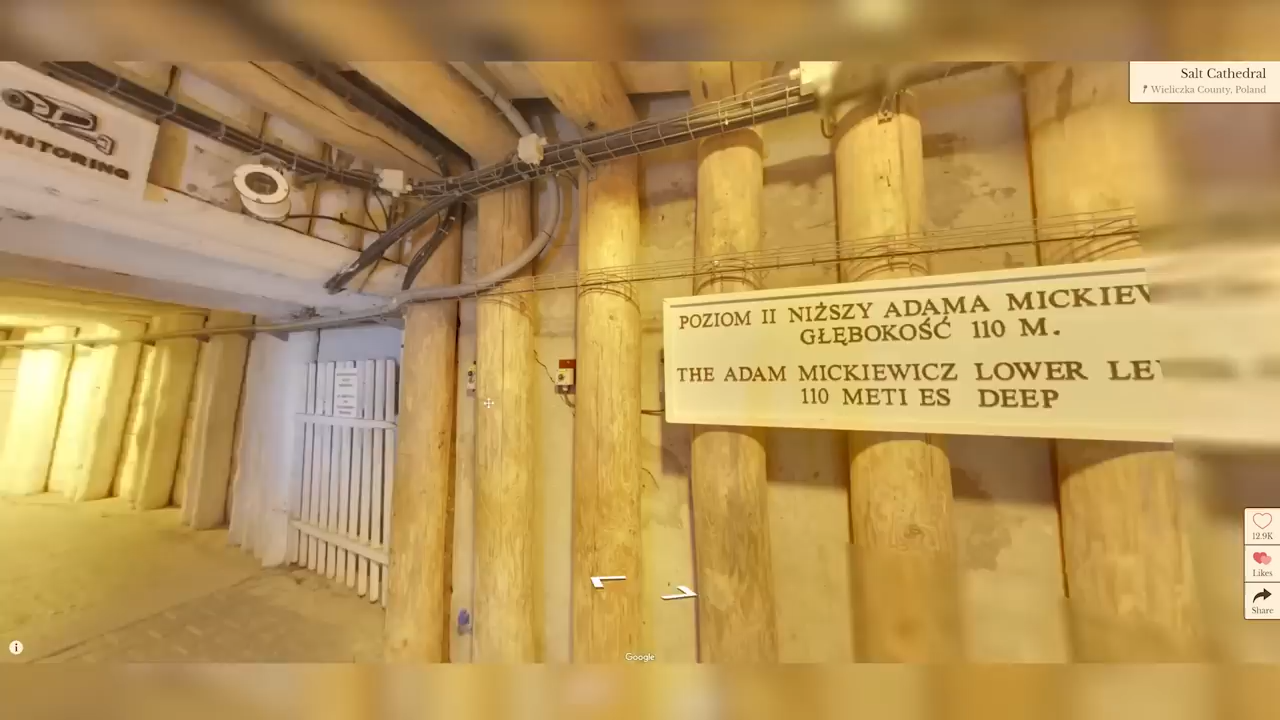 Salt Cathedral
Wieliczka County, Poland
NITORING
POZIOM II NIŻSZY ADAMA MICKIEW
GŁĘBOKOŚĆ 110 M.
THE ADAM MICKIEWICZ LOWER LE
110 METI ES DEEP
12.9K
Likes
Share
Google